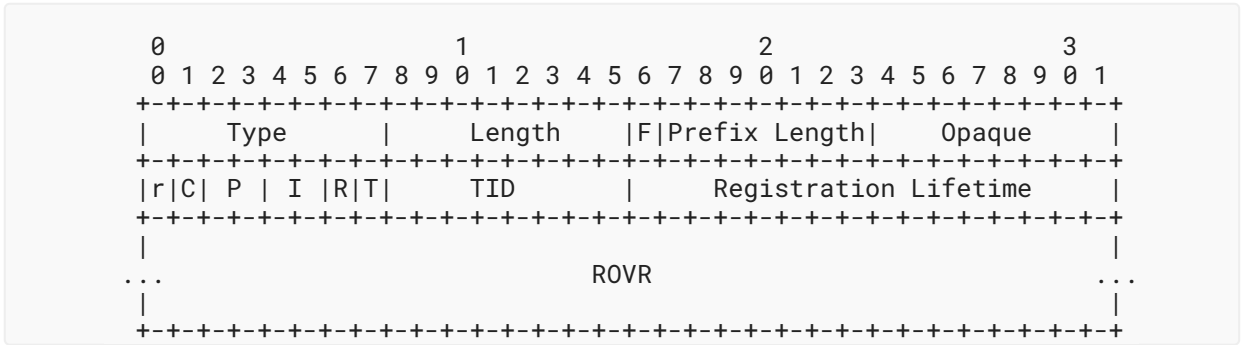 0                   1                   2                   3
 0 1 2 3 4 5 6 7 8 9 0 1 2 3 4 5 6 7 8 9 0 1 2 3 4 5 6 7 8 9 0 1
+-+-+-+-+-+-+-+-+-+-+-+-+-+-+-+-+-+-+-+-+-+-+-+-+-+-+-+-+-+-+-+-+
|     Type      |     Length    |F|Prefix Length|    Opaque     |
+-+-+-+-+-+-+-+-+-+-+-+-+-+-+-+-+-+-+-+-+-+-+-+-+-+-+-+-+-+-+-+-+
|r|C| P | I |R|T|     TID       |     Registration Lifetime     |
+-+-+-+-+-+-+-+-+-+-+-+-+-+-+-+-+-+-+-+-+-+-+-+-+-+-+-+-+-+-+-+-+
|                                                               |
...                            ROVR                             ...
|                                                               |
+-+-+-+-+-+-+-+-+-+-+-+-+-+-+-+-+-+-+-+-+-+-+-+-+-+-+-+-+-+-+-+-+